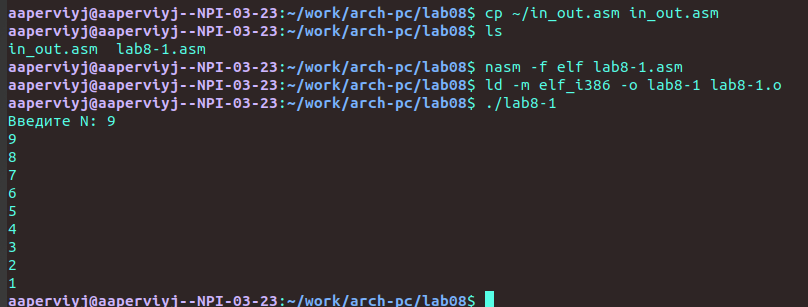 aaperviyj@aaperviyj--NPI-03-23:~/work/arch-pc/lab08$ cp ~/in_out.asm in_out.asm
aaperviyj@aaperviyj--NPI-03-23:~/work/arch-pc/lab08$ ls
in_out.asm  lab8-1.asm
aaperviyj@aaperviyj--NPI-03-23:~/work/arch-pc/lab08$ nasm -f elf lab8-1.asm
aaperviyj@aaperviyj--NPI-03-23:~/work/arch-pc/lab08$ ld -m elf_i386 -o lab8-1 lab8-1.o
aaperviyj@aaperviyj--NPI-03-23:~/work/arch-pc/lab08$ ./lab8-1
Введите N: 9
9
8
7
6
5
4
3
2
1
aaperviyj@aaperviyj--NPI-03-23:~/work/arch-pc/lab08$